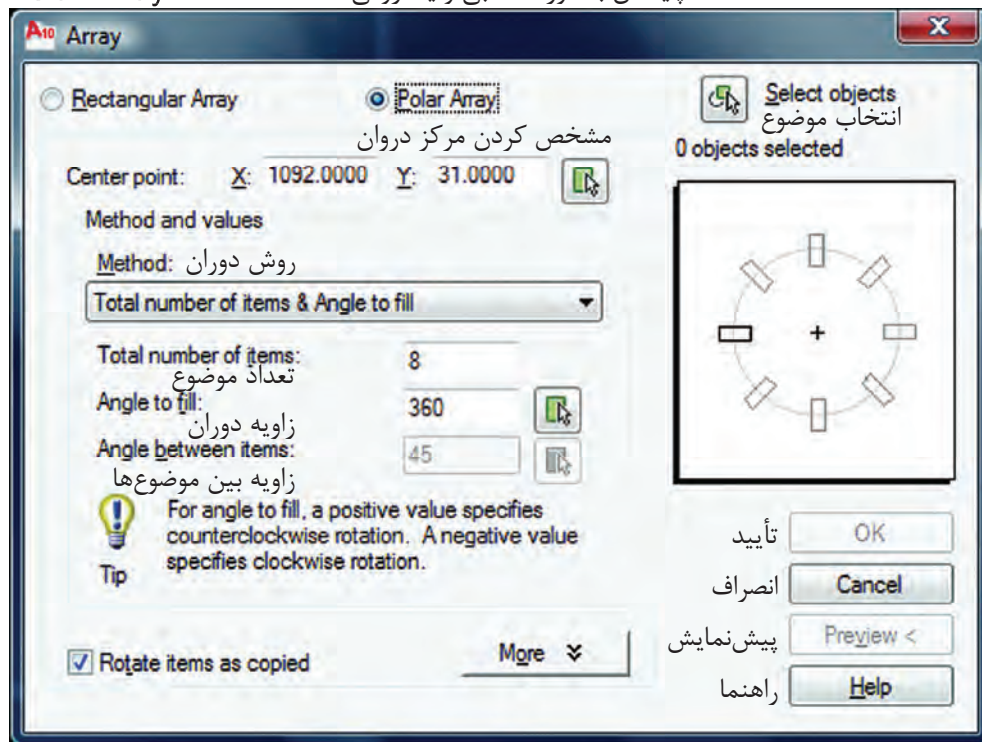 A10 Array
Rectangular Array
Polar Array
Select objects
انتخاب موضوع
0 objects selected
مشخص کردن مرکز دروان
Center point: X: 1092.0000 Y: 31.0000
Method and values
Method: روش دوران
Total number of items & Angle to fill
Total number of items: 8
تعداد موضوع
Angle to fill: 360
زاویه دوران
Angle between items: 45
زاویه بین موضوع‌ها
For angle to fill, a positive value specifies
counterclockwise rotation. A negative value
specifies clockwise rotation.
Tip
Rotate items as copied
More
تأیید OK
انصراف Cancel
پیش‌نمایش Preview <
راهنما Help